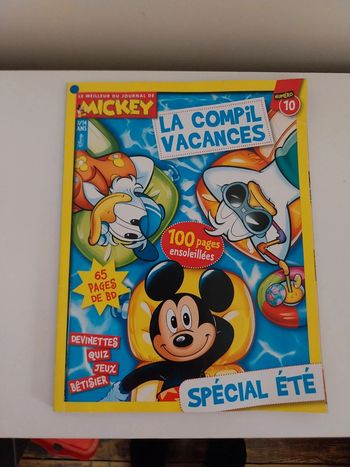 LE MEILLEUR DU JOURNAL DE
MICKEY
NUMÉRO
10
LA COMPIL
VACANCES
ANS
100 pages
ensoleillées
65
PAGES
DE BD
DEVINETTES
QUIZ
JEUX
BÊTISIER
SPÉCIAL ÉTÉ